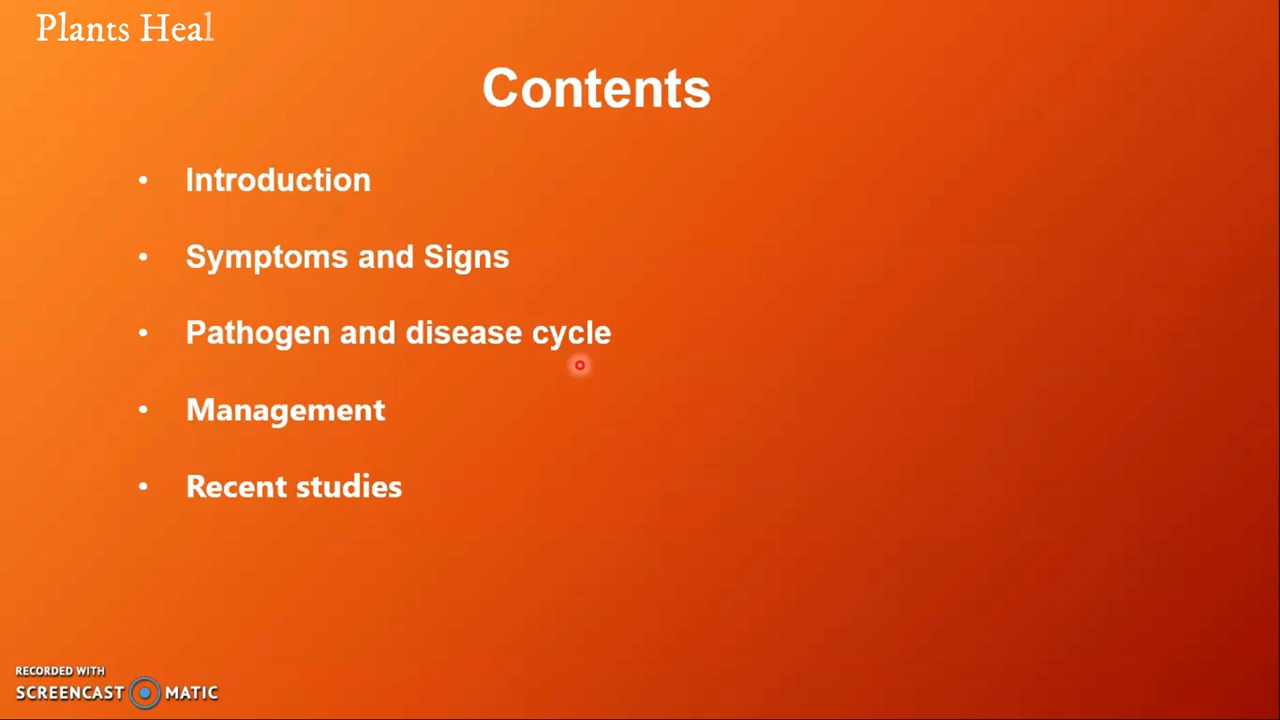 Plants Heal
Contents
• Introduction
• Symptoms and Signs
• Pathogen and disease cycle
• Management
• Recent studies
RECORDED WITH
SCREENCAST MATIC